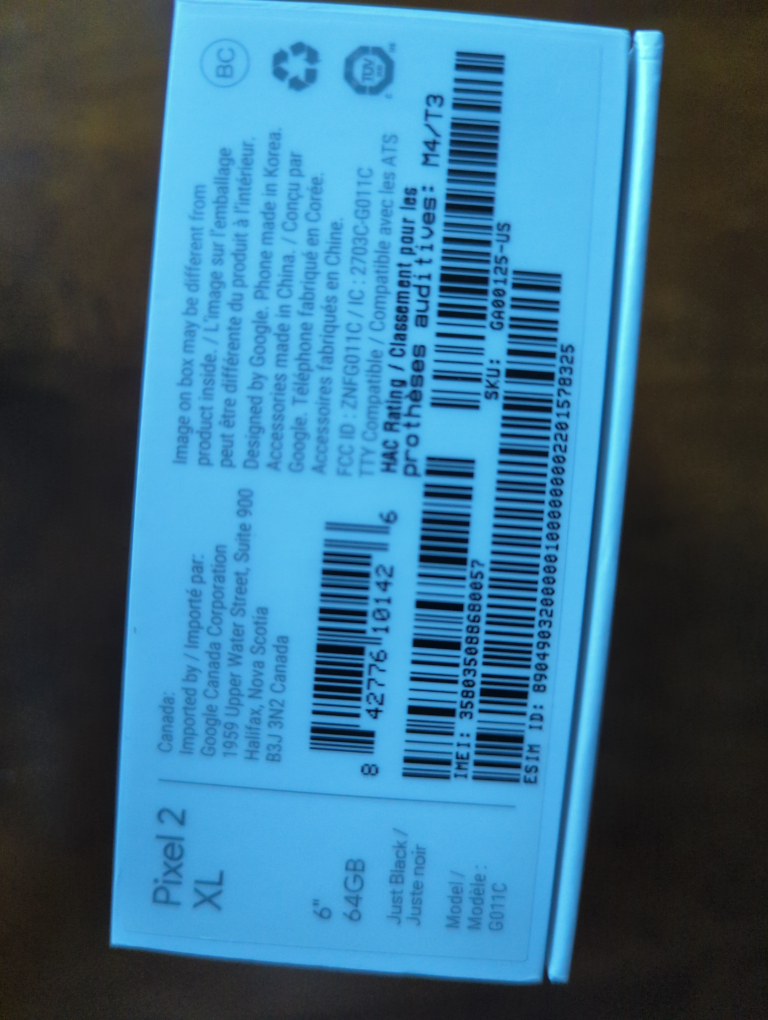 Pixel 2
XL
6"
64GB
Just Black /
Juste noir
Model /
Modèle :
G011C
Canada:
Imported by / Importé par:
Google Canada Corporation
1959 Upper Water Street, Suite 900
Halifax, Nova Scotia
B3J 3N2 Canada
Image on box may be different from
product inside. / L'image sur l'emballage
peut être différente du produit à l'intérieur.
Designed by Google. Phone made in Korea.
Accessories made in China. / Conçu par
Google. Téléphone fabriqué en Corée.
Accessoires fabriqués en Chine.
FCC ID : ZNFG011C / IC : 2703C-G011C
TTY Compatible / Compatible avec les ATS
HAC Rating / Classement pour les
prothèses auditives: M4/T3
BC
TÜV
8 42776 10142 6
IMEI: 358035088680057
SKU: GA00125-US
ESIM ID: 89049032000001000000002201578325